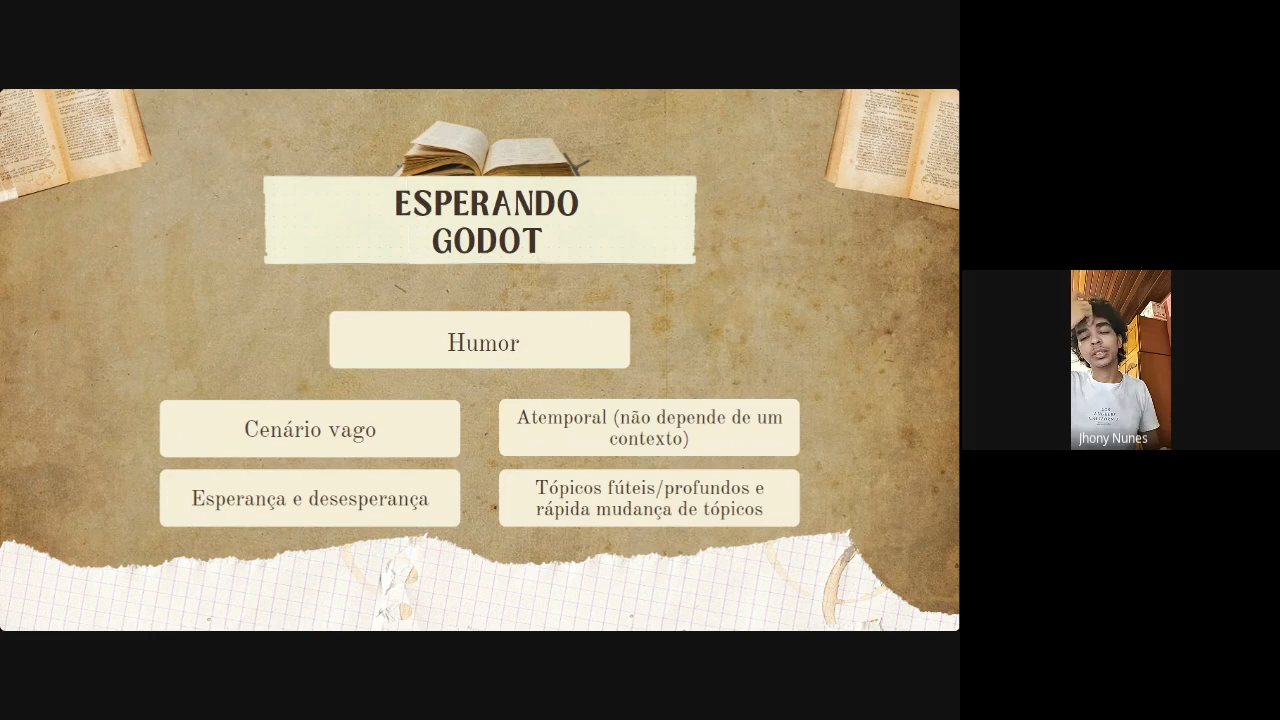 ESPERANDO
GODOT
Humor
Cenário vago
Atemporal (não depende de um
contexto)
Esperança e desesperança
Tópicos fúteis/profundos e
rápida mudança de tópicos
Jhony Nunes